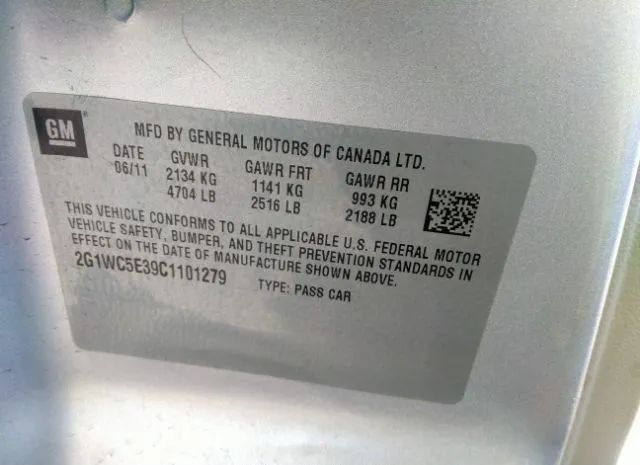 GM
®
MFD BY GENERAL MOTORS OF CANADA LTD.
DATE GVWR GAWR FRT GAWR RR
06/11 2134 KG 1141 KG 993 KG
4704 LB 2516 LB 2188 LB
THIS VEHICLE CONFORMS TO ALL APPLICABLE U.S. FEDERAL MOTOR
VEHICLE SAFETY, BUMPER, AND THEFT PREVENTION STANDARDS IN
EFFECT ON THE DATE OF MANUFACTURE SHOWN ABOVE.
2G1WC5E39C1101279 TYPE: PASS CAR